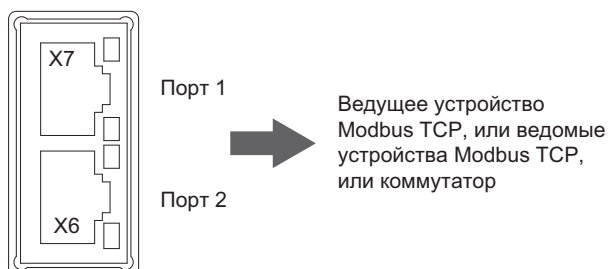 X7
Порт 1
Ведущее устройство
Modbus TCP, или ведомые
устройства Modbus TCP,
или коммутатор
Порт 2
X6